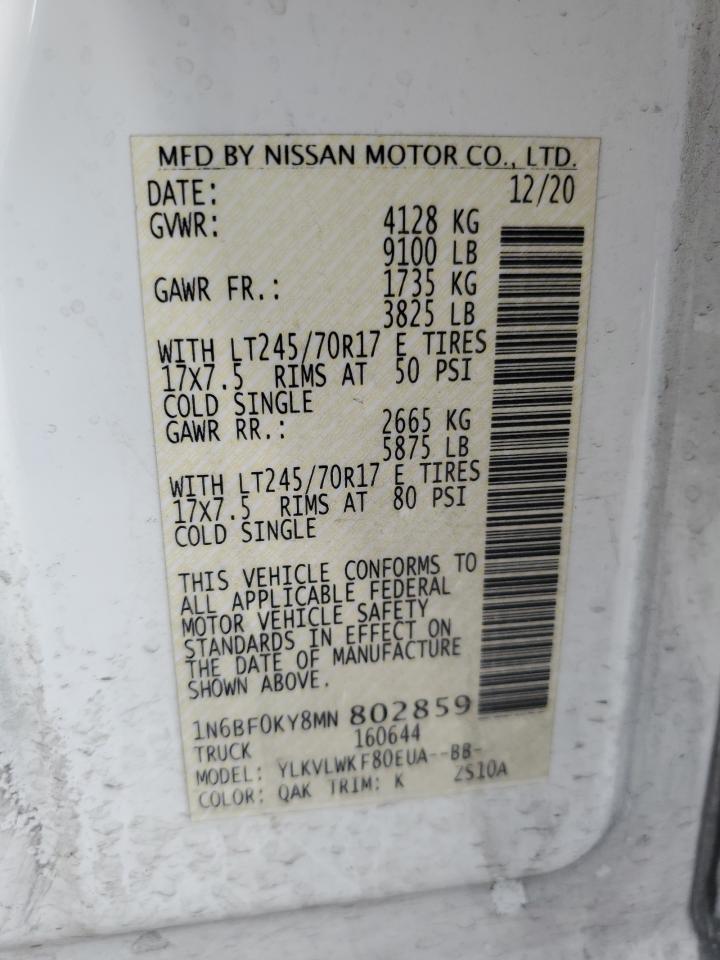 MFD BY NISSAN MOTOR CO., LTD.
DATE: 12/20
GVWR: 4128 KG
9100 LB
GAWR FR.: 1735 KG
3825 LB
WITH LT245/70R17 E TIRES
17X7.5 RIMS AT 50 PSI
COLD SINGLE
GAWR RR.: 2665 KG
5875 LB
WITH LT245/70R17 E TIRES
17X7.5 RIMS AT 80 PSI
COLD SINGLE
THIS VEHICLE CONFORMS TO
ALL APPLICABLE FEDERAL
MOTOR VEHICLE SAFETY
STANDARDS IN EFFECT ON
THE DATE OF MANUFACTURE
SHOWN ABOVE.
1N6BF0KY8MN 802859
TRUCK 160644
MODEL: YLKVLWKF80EUA--BB-
COLOR: QAK TRIM: K ZS10A